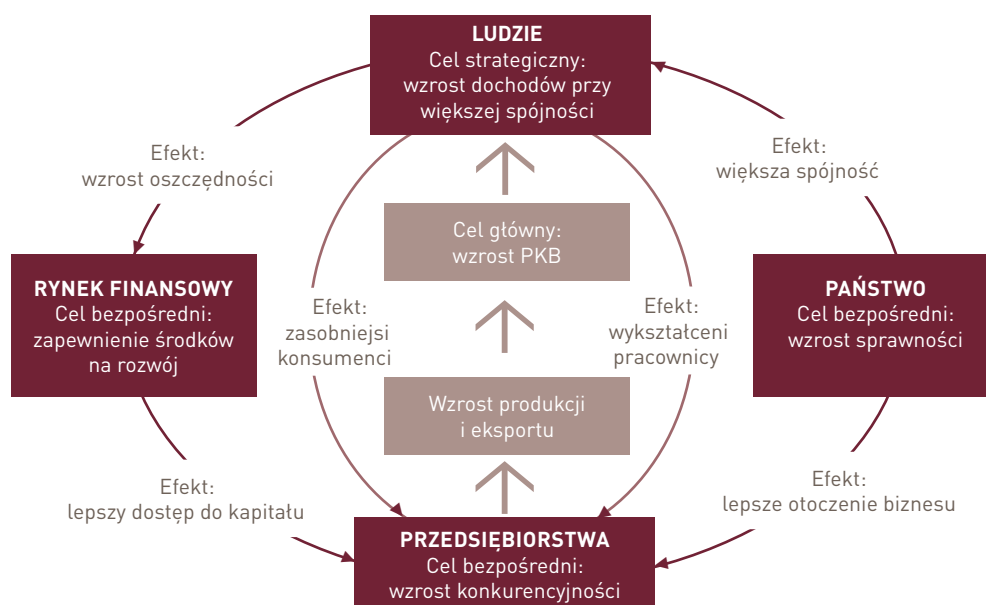 LUDZIE
Cel strategiczny:
wzrost dochodów przy
większej spójności
Efekt:
wzrost oszczędności
Efekt:
większa spójność
Cel główny:
wzrost PKB
RYNEK FINANSOWY
Cel bezpośredni:
zapewnienie środków
na rozwój
Efekt:
zasobniejsi
konsumenci
Efekt:
wykształceni
pracownicy
PAŃSTWO
Cel bezpośredni:
wzrost sprawności
Wzrost produkcji
i eksportu
Efekt:
lepszy dostęp do kapitału
Efekt:
lepsze otoczenie biznesu
PRZEDSIĘBIORSTWA
Cel bezpośredni:
wzrost konkurencyjności